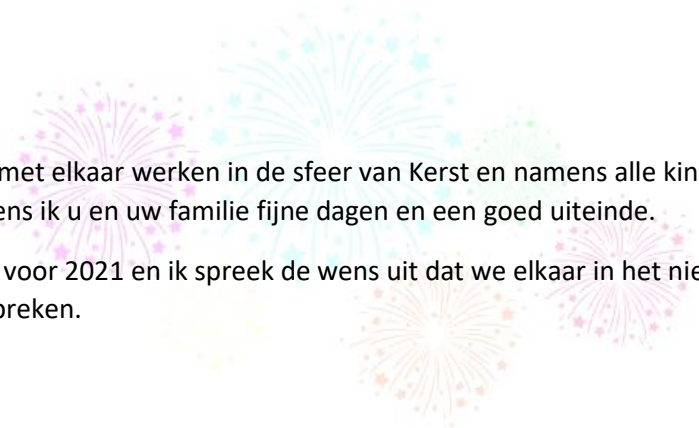 met elkaar werken in de sfeer van Kerst en namens alle kin
ens ik u en uw familie fijne dagen en een goed uiteinde.
voor 2021 en ik spreek de wens uit dat we elkaar in het nie
preken.